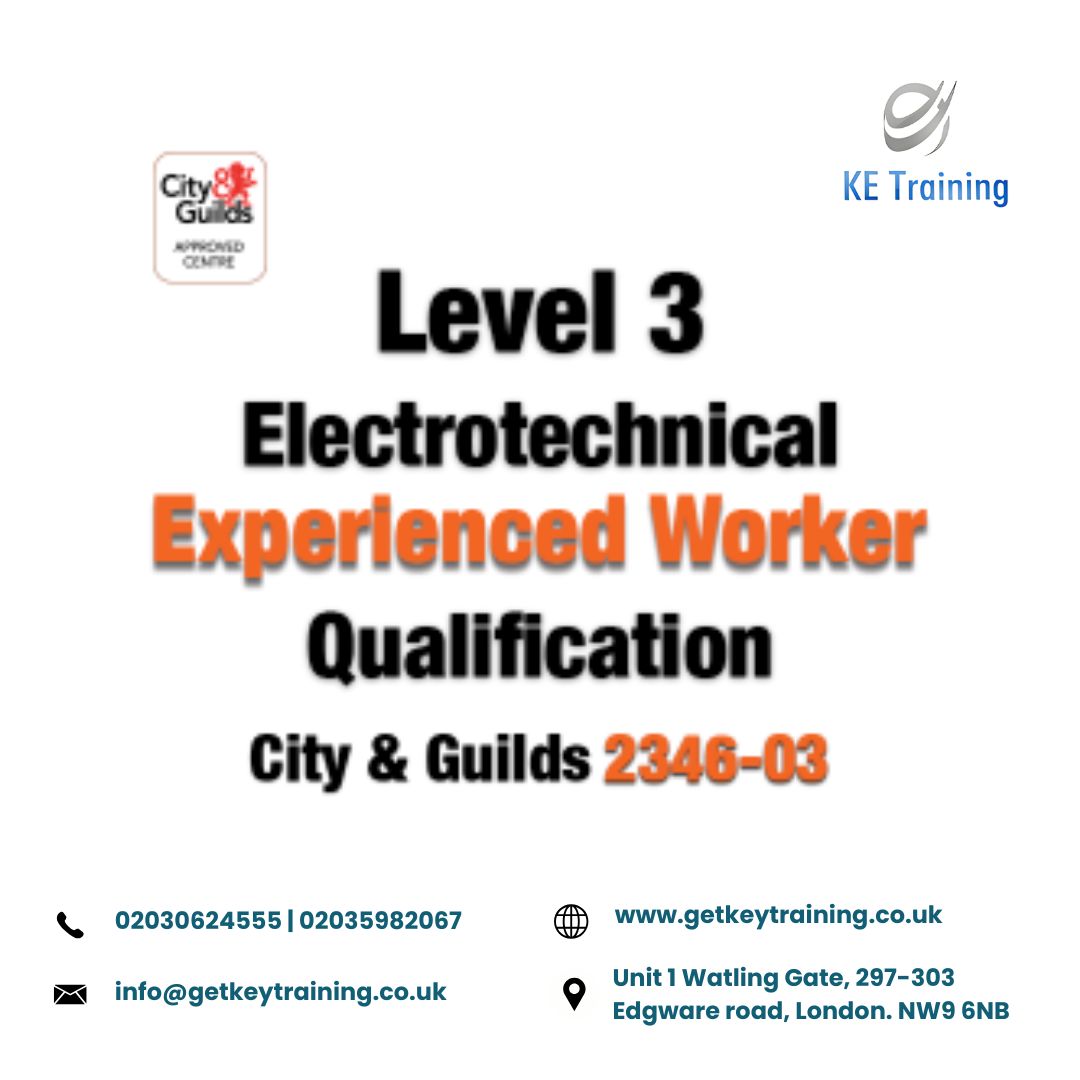 KE Training
City & Guilds
APPROVED
CENTRE
Level 3
Electrotechnical
Experienced Worker
Qualification
City & Guilds 2346-03
02030624555 | 02035982067
www.getkeytraining.co.uk
info@getkeytraining.co.uk
Unit 1 Watling Gate, 297-303
Edgware road, London. NW9 6NB